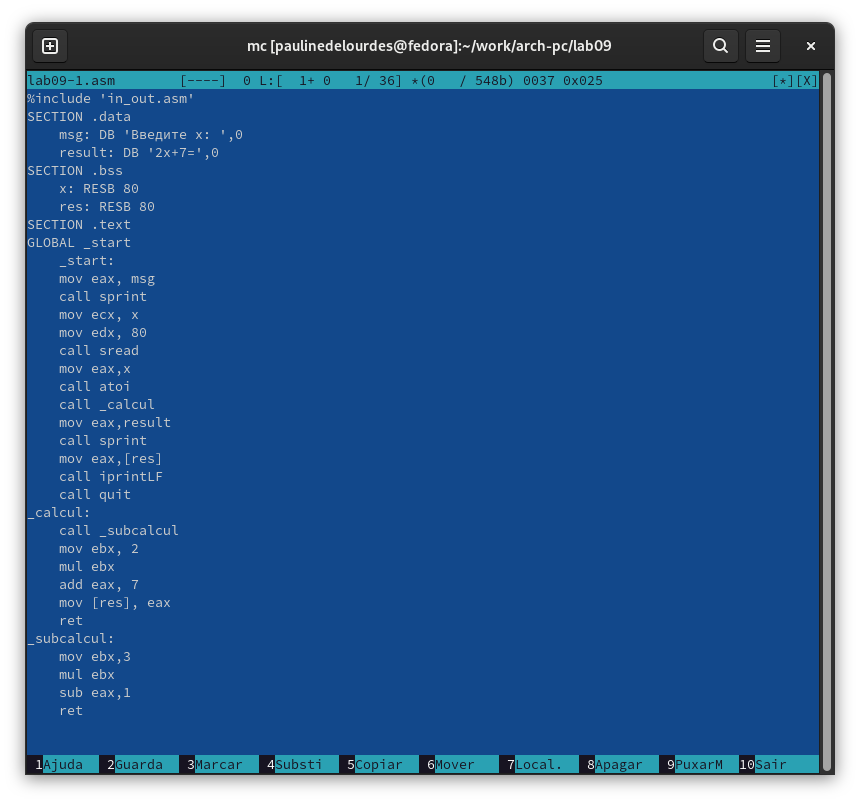 mc [paulinedelourdes@fedora]:~/work/arch-pc/lab09
lab09-1.asm [----] 0 L:[ 1+ 0 1/ 36] *(0 / 548b) 0037 0x025 [*][X]
%include 'in_out.asm'
SECTION .data
    msg: DB 'Введите x: ',0
    result: DB '2x+7=',0
SECTION .bss
    x: RESB 80
    res: RESB 80
SECTION .text
GLOBAL _start
    _start:
    mov eax, msg
    call sprint
    mov ecx, x
    mov edx, 80
    call sread
    mov eax,x
    call atoi
    call _calcul
    mov eax,result
    call sprint
    mov eax,[res]
    call iprintLF
    call quit
_calcul:
    call _subcalcul
    mov ebx, 2
    mul ebx
    add eax, 7
    mov [res], eax
    ret
_subcalcul:
    mov ebx,3
    mul ebx
    sub eax,1
    ret
1Ajuda 2Guarda 3Marcar 4Substi 5Copiar 6Mover 7Local. 8Apagar 9PuxarM 10Sair